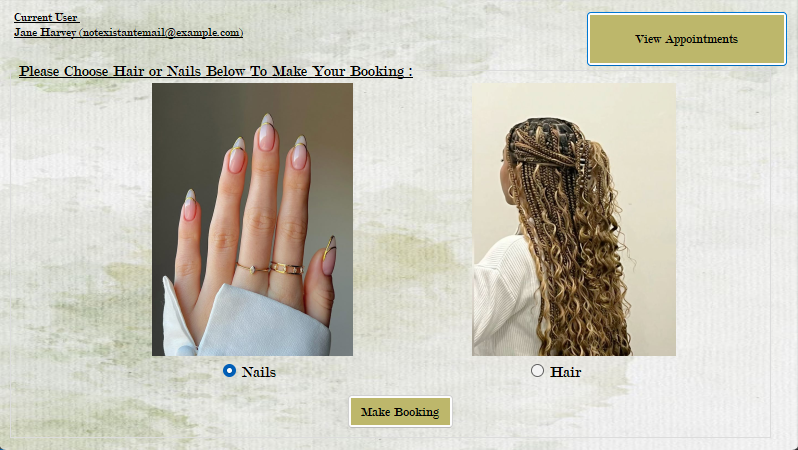 Current User
Jane Harvey (notexistantemail@example.com)
View Appointments
Please Choose Hair or Nails Below To Make Your Booking :
Nails
Hair
Make Booking